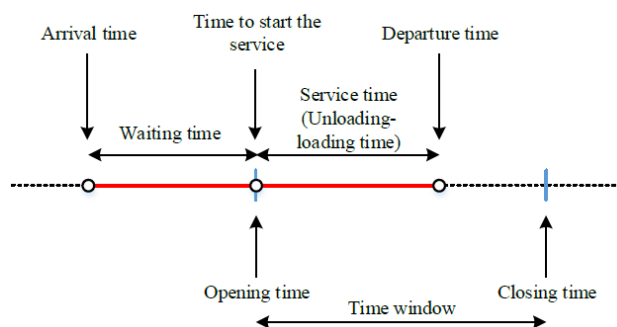 Arrival time
Time to start the
service
Departure time
Waiting time
Service time
(Unloading-
loading time)
Opening time
Time window
Closing time